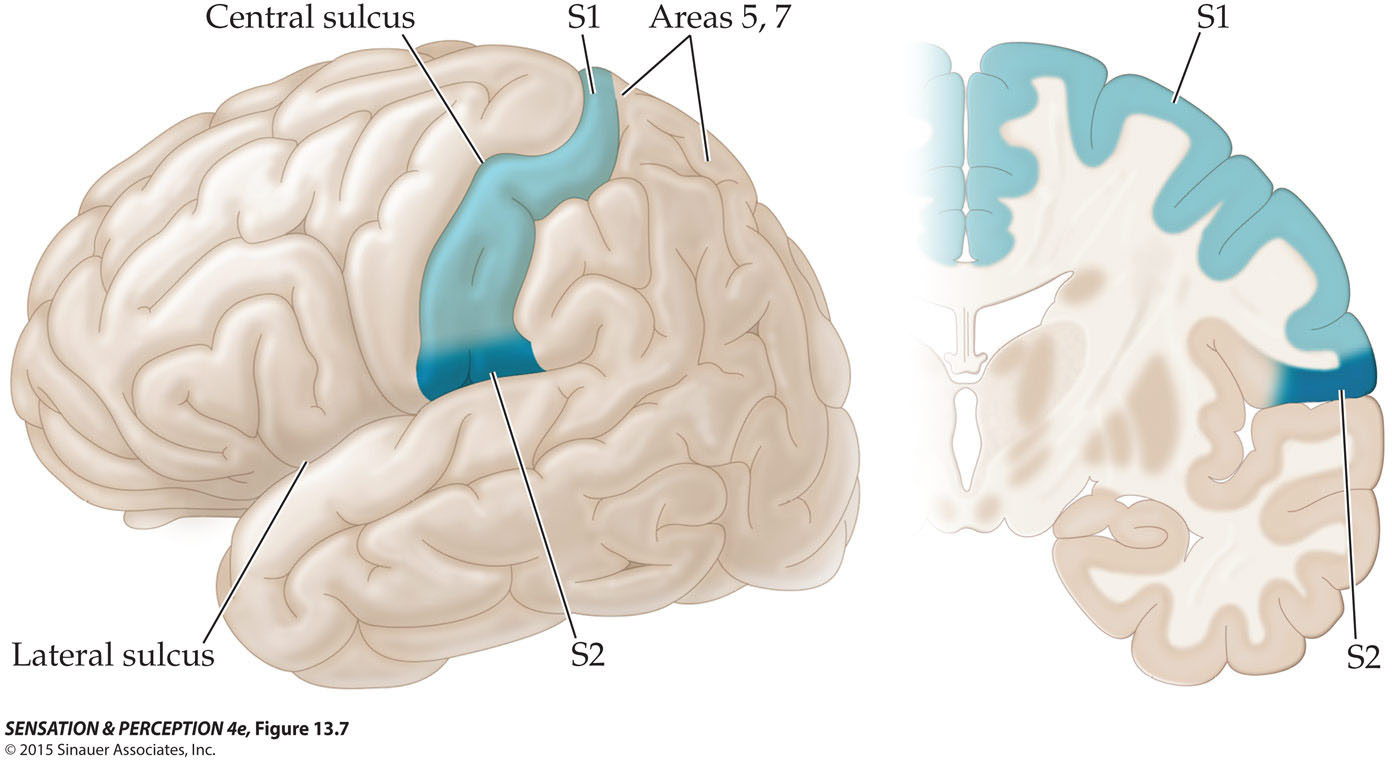 Central sulcus
S1
Areas 5, 7
S1
Lateral sulcus
S2
S2
SENSATION & PERCEPTION 4e, Figure 13.7
© 2015 Sinauer Associates, Inc.